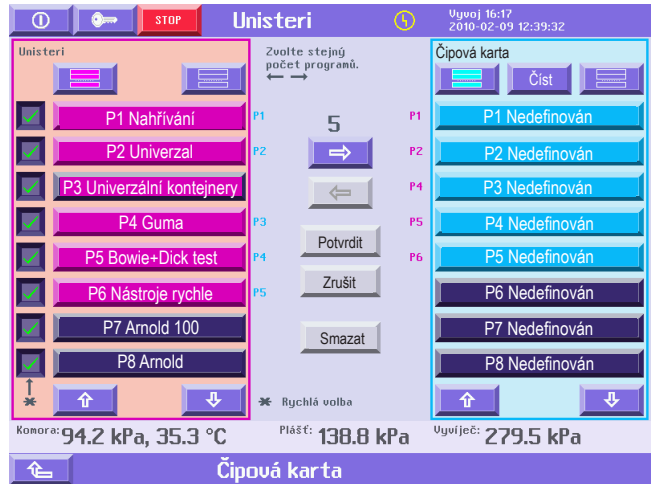 STOP
Unisteri
Vyvoj 16:17
2010-02-09 12:39:32
Unisteri
P1 Nahřívání
P2 Univerzal
P3 Univerzální kontejnery
P4 Guma
P5 Bowie+Dick test
P6 Nástroje rychle
P7 Arnold 100
P8 Arnold
Zvolte stejný
počet programů.
P1
P2
P3
P4
P5
5
Potvrdit
Zrušit
Smazat
P1
P2
P4
P5
P6
Rychlá volba
Čipová karta
Číst
P1 Nedefinován
P2 Nedefinován
P3 Nedefinován
P4 Nedefinován
P5 Nedefinován
P6 Nedefinován
P7 Nedefinován
P8 Nedefinován
Komora: 94.2 kPa, 35.3 °C
Plášť: 138.8 kPa
Vyvíječ: 279.5 kPa
Čipová karta